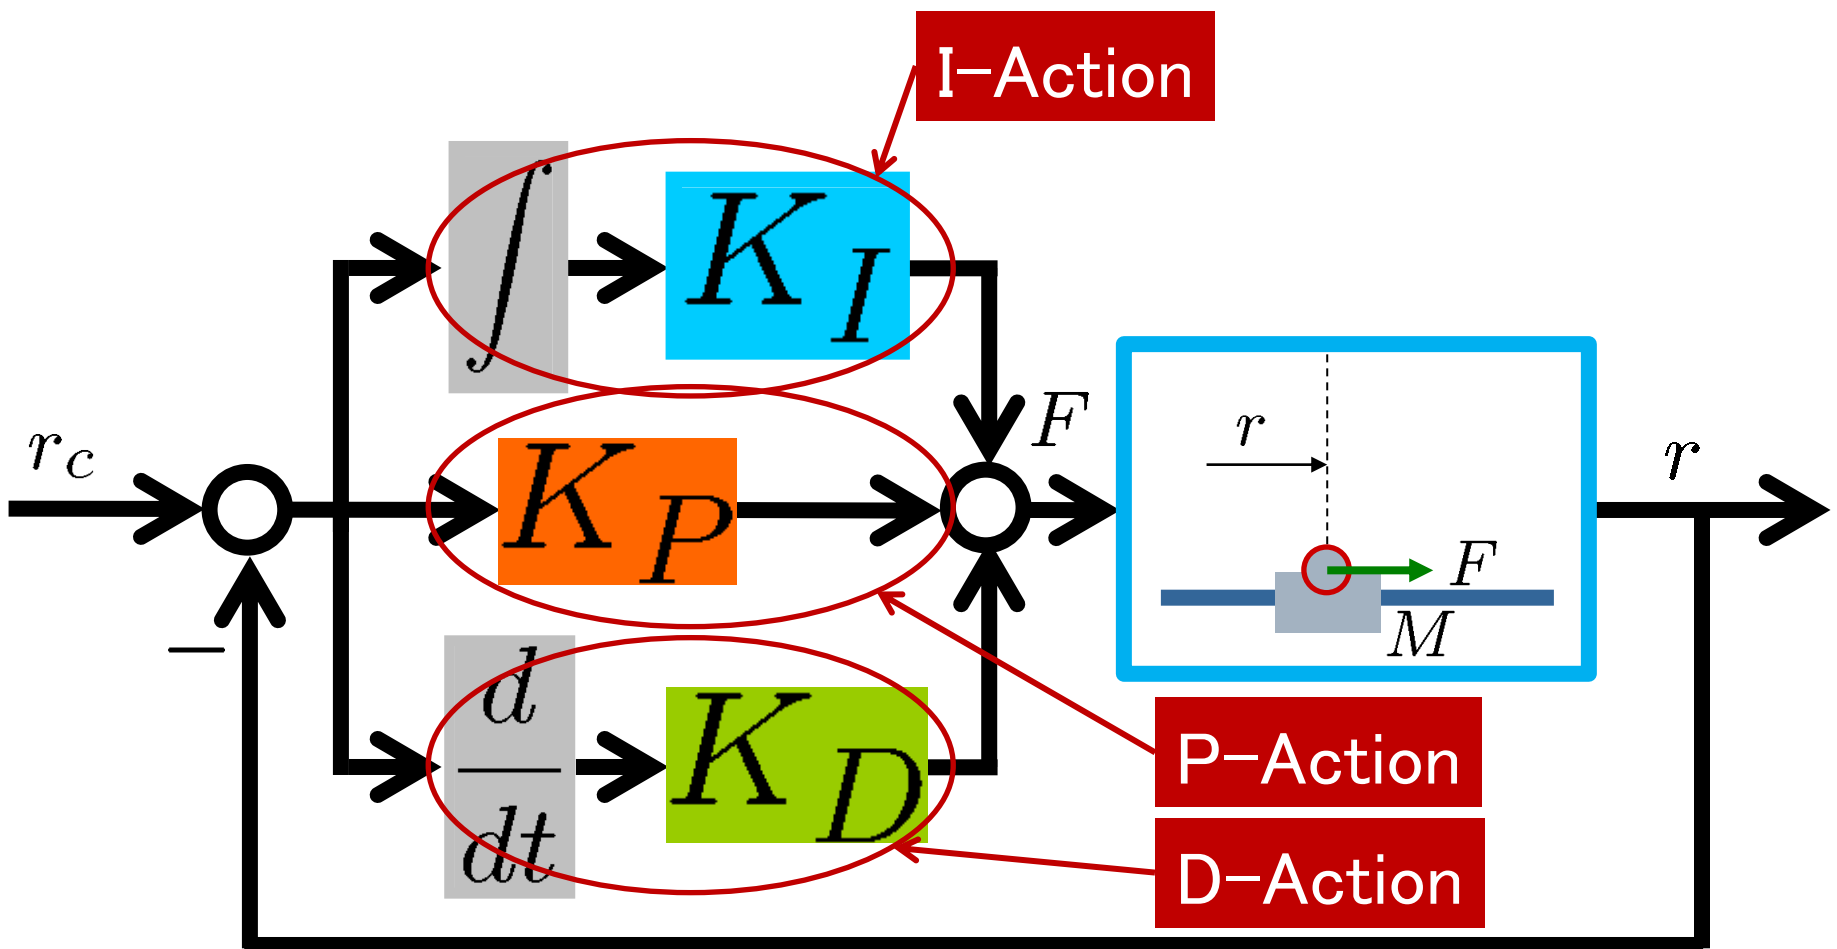 I-Action
∫
K_I
r_c
K_P
F
r
r
F
M
−
d/dt
K_D
P-Action
D-Action